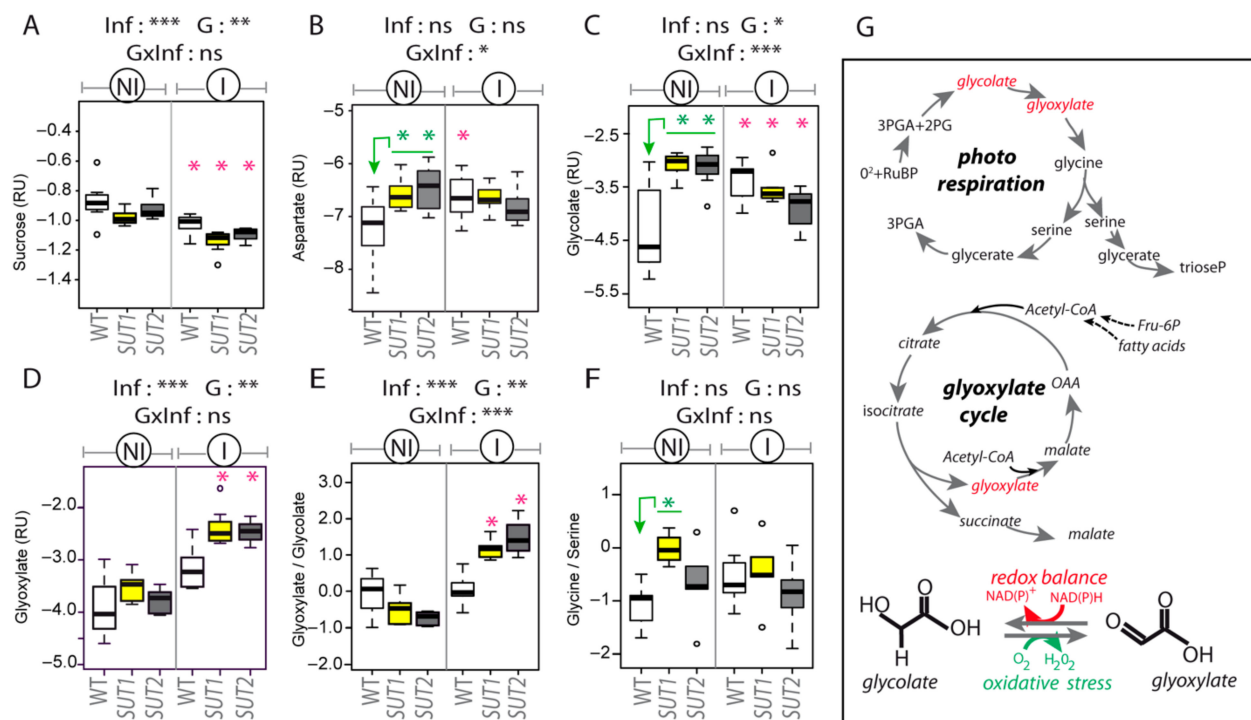 A
Inf : *** G : **
GxInf : ns
NI
I
Sucrose (RU)
−0.4
−0.6
−0.8
−1.0
−1.2
−1.4
* * *
WT
SUT1
SUT2
WT
SUT1
SUT2
B
Inf : ns G : ns
GxInf : *
NI
I
Aspartate (RU)
−5
−6
−7
−8
* * *
WT
SUT1
SUT2
WT
SUT1
SUT2
C
Inf : ns G : *
GxInf : ***
NI
I
Glycolate (RU)
−2.5
−3.5
−4.5
−5.5
* * * * *
WT
SUT1
SUT2
WT
SUT1
SUT2
D
Inf : *** G : **
GxInf : ns
NI
I
Glyoxylate (RU)
−2.0
−3.0
−4.0
−5.0
* *
WT
SUT1
SUT2
WT
SUT1
SUT2
E
Inf : *** G : **
GxInf : ***
NI
I
Glyoxylate / Glycolate
3.0
2.0
1.0
0.0
−1.0
−2.0
* *
WT
SUT1
SUT2
WT
SUT1
SUT2
F
Inf : ns G : ns
GxInf : ns
NI
I
Glycine / Serine
1
0
−1
−2
*
WT
SUT1
SUT2
WT
SUT1
SUT2
G
glycolate
glyoxylate
3PGA+2PG
photo
respiration
glycine
0²+RuBP
serine
serine
3PGA
glycerate
glycerate
trioseP
Acetyl-CoA
Fru-6P
fatty acids
citrate
glyoxylate
cycle
OAA
isocitrate
Acetyl-CoA
malate
glyoxylate
succinate
malate
redox balance
NAD(P)⁺ NAD(P)H
HO
O
OH
H
O
O
OH
O₂ H₂0₂
glycolate
oxidative stress
glyoxylate